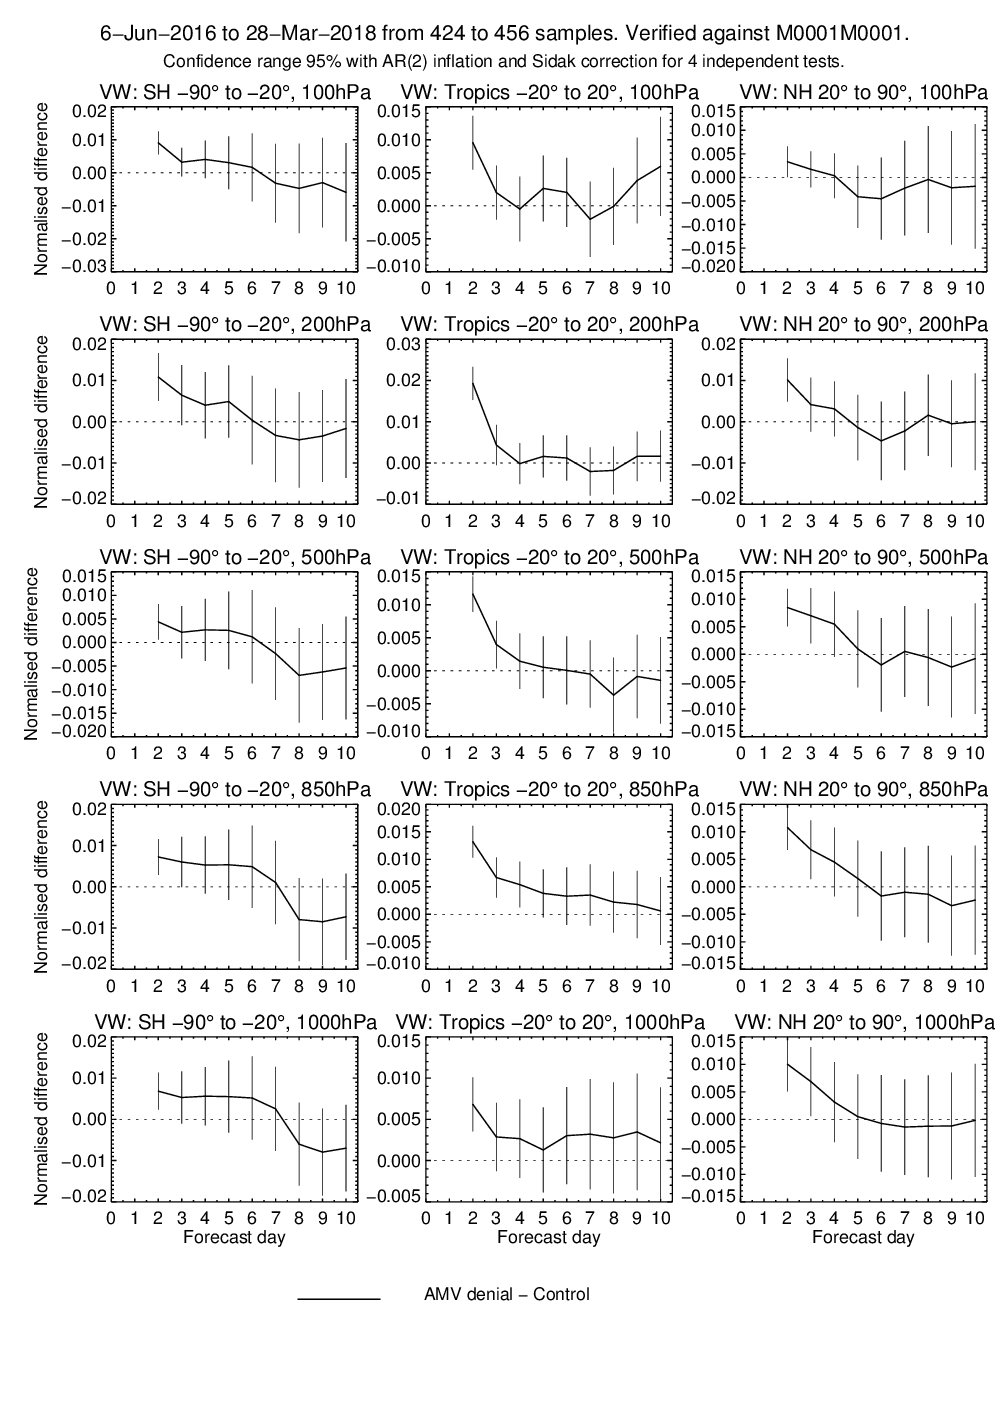 6−Jun−2016 to 28−Mar−2018 from 424 to 456 samples. Verified against M0001M0001.
Confidence range 95% with AR(2) inflation and Sidak correction for 4 independent tests.
VW: SH −90° to −20°, 100hPa
Normalised difference
0.02
0.01
0.00
−0.01
−0.02
−0.03
0 1 2 3 4 5 6 7 8 9 10
VW: Tropics −20° to 20°, 100hPa
0.015
0.010
0.005
0.000
−0.005
−0.010
0 1 2 3 4 5 6 7 8 9 10
VW: NH 20° to 90°, 100hPa
0.015
0.010
0.005
0.000
−0.005
−0.010
−0.015
−0.020
0 1 2 3 4 5 6 7 8 9 10
VW: SH −90° to −20°, 200hPa
Normalised difference
0.02
0.01
0.00
−0.01
−0.02
0 1 2 3 4 5 6 7 8 9 10
VW: Tropics −20° to 20°, 200hPa
0.03
0.02
0.01
0.00
−0.01
0 1 2 3 4 5 6 7 8 9 10
VW: NH 20° to 90°, 200hPa
0.02
0.01
0.00
−0.01
−0.02
0 1 2 3 4 5 6 7 8 9 10
VW: SH −90° to −20°, 500hPa
Normalised difference
0.015
0.010
0.005
0.000
−0.005
−0.010
−0.015
−0.020
0 1 2 3 4 5 6 7 8 9 10
VW: Tropics −20° to 20°, 500hPa
0.015
0.010
0.005
0.000
−0.005
−0.010
0 1 2 3 4 5 6 7 8 9 10
VW: NH 20° to 90°, 500hPa
0.015
0.010
0.005
0.000
−0.005
−0.010
−0.015
0 1 2 3 4 5 6 7 8 9 10
VW: SH −90° to −20°, 850hPa
Normalised difference
0.02
0.01
0.00
−0.01
−0.02
0 1 2 3 4 5 6 7 8 9 10
VW: Tropics −20° to 20°, 850hPa
0.020
0.015
0.010
0.005
0.000
−0.005
−0.010
0 1 2 3 4 5 6 7 8 9 10
VW: NH 20° to 90°, 850hPa
0.015
0.010
0.005
0.000
−0.005
−0.010
−0.015
0 1 2 3 4 5 6 7 8 9 10
VW: SH −90° to −20°, 1000hPa
Normalised difference
0.02
0.01
0.00
−0.01
−0.02
0 1 2 3 4 5 6 7 8 9 10
Forecast day
VW: Tropics −20° to 20°, 1000hPa
0.015
0.010
0.005
0.000
−0.005
0 1 2 3 4 5 6 7 8 9 10
Forecast day
VW: NH 20° to 90°, 1000hPa
0.015
0.010
0.005
0.000
−0.005
−0.010
−0.015
0 1 2 3 4 5 6 7 8 9 10
Forecast day
AMV denial − Control